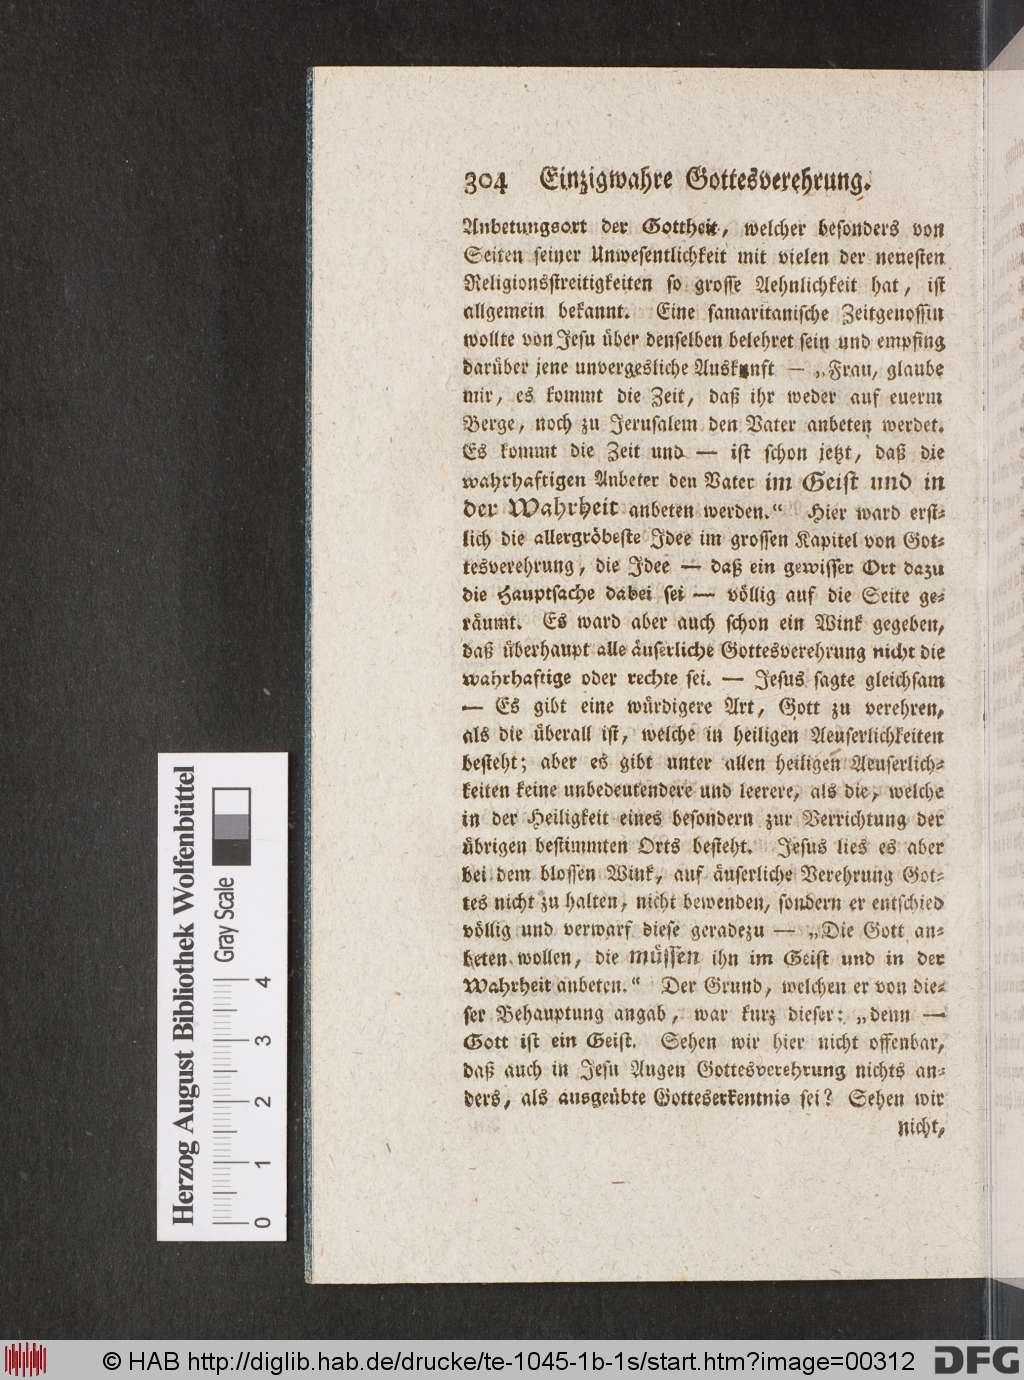 304 Einzigwahre Gottesverehrung.
Anbetungsort der Gottheit, welcher besonders von
Seiten seiner Unwesentlichkeit mit vielen der neuesten
Religionsstreitigkeiten so grosse Aehnlichkeit hat, ist
allgemein bekannt. Eine samaritanische Zeitgenossin
wollte von Jesu über denselben belehret sein und empfing
darüber jene unvergesliche Auskunft — „Frau, glaube
mir, es kommt die Zeit, daß ihr weder auf euerm
Berge, noch zu Jerusalem den Vater anbeten werdet.
Es kommt die Zeit und — ist schon jetzt, daß die
wahrhaftigen Anbeter den Vater im Geist und in
der Wahrheit anbeten werden.“ Hier ward erst-
lich die allergröbeste Idee im grossen Kapitel von Got-
tesverehrung, die Idee — daß ein gewisser Ort dazu
die Hauptsache dabei sei — völlig auf die Seite ge-
räumt. Es ward aber auch schon ein Wink gegeben,
daß überhaupt alle äuserliche Gottesverehrung nicht die
wahrhaftige oder rechte sei. — Jesus sagte gleichsam
— Es gibt eine würdigere Art, Gott zu verehren,
als die überall ist, welche in heiligen Aeuserlichkeiten
besteht; aber es gibt unter allen heiligen Aeuserlich-
keiten keine unbedeutendere und leerere, als die, welche
in der Heiligkeit eines besondern zur Verrichtung der
übrigen bestimmten Orts besteht. Jesus lies es aber
bei dem blossen Wink, auf äuserliche Verehrung Got-
tes nicht zu halten, nicht bewenden, sondern er entschied
völlig und verwarf diese geradezu — „Die Gott an-
beten wollen, die müssen ihn im Geist und in der
Wahrheit anbeten.“ Der Grund, welchen er von die-
ser Behauptung angab, war kurz dieser: „denn —
Gott ist ein Geist. Sehen wir hier nicht offenbar,
daß auch in Jesu Augen Gottesverehrung nichts an-
ders, als ausgeübte Gotteserkentnis sei? Sehen wir
nicht,
Herzog August Bibliothek Wolfenbüttel
Gray Scale
0 1 2 3 4
© HAB http://diglib.hab.de/drucke/te-1045-1b-1s/start.htm?image=00312
DFG